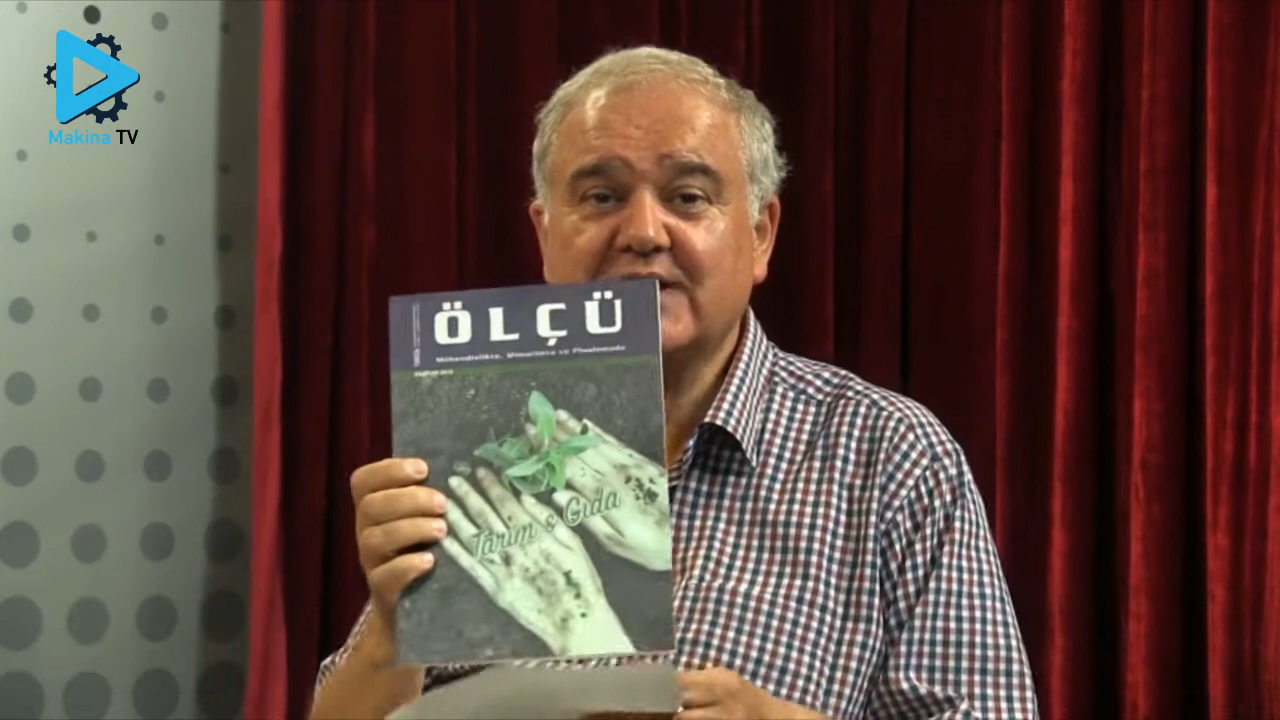 Makina TV
ÖLÇÜ
Mühendislikte, Mimarlıkta ve Planlamada
Tarım & Gıda